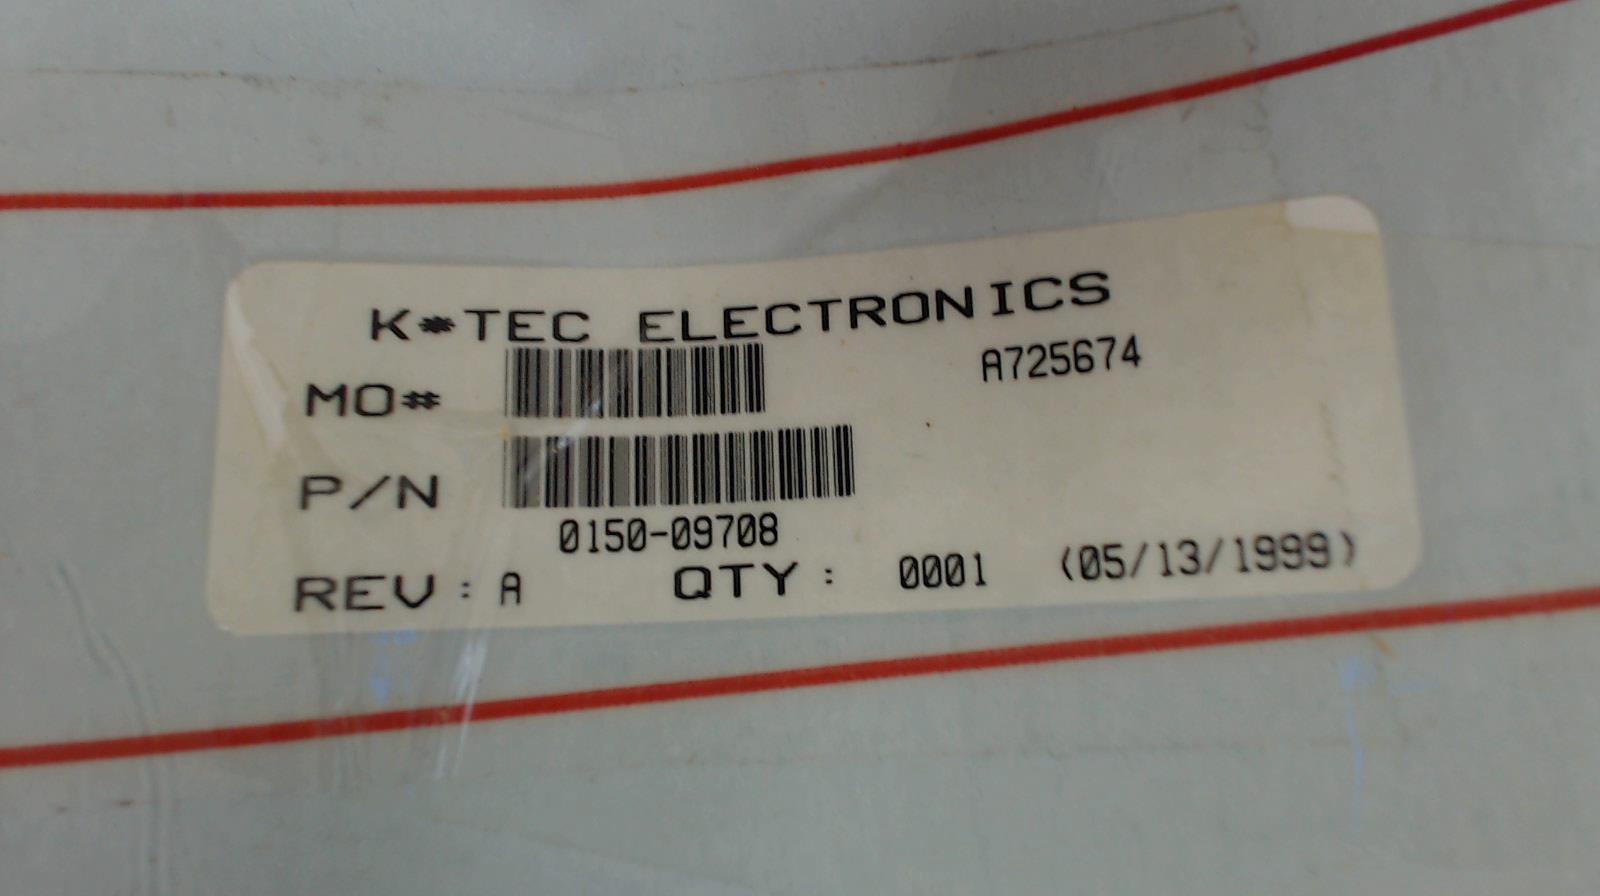 K*TEC ELECTRONICS
MO# A725674
P/N
0150-09708
REV: A QTY: 0001 (05/13/1999)